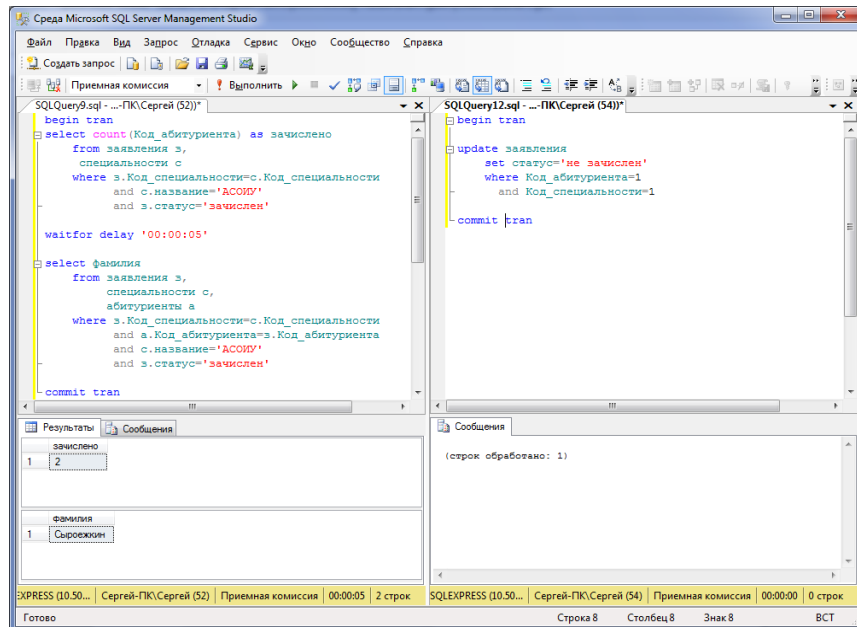 Среда Microsoft SQL Server Management Studio
Файл Правка Вид Запрос Отладка Сервис Окно Сообщество Справка
Создать запрос
Приемная комиссия Выполнить
SQLQuery9.sql - ...-ПК\Сергей (52))*
begin tran
select count(Код_абитуриента) as зачислено
from заявления з,
специальности с
where з.Код_специальности=с.Код_специальности
and с.название='АСОИУ'
and з.статус='зачислен'
waitfor delay '00:00:05'
select фамилия
from заявления з,
специальности с,
абитуриенты а
where з.Код_специальности=с.Код_специальности
and а.Код_абитуриента=з.Код_абитуриента
and с.название='АСОИУ'
and з.статус='зачислен'
commit tran
Результаты Сообщения
зачислено
1 2
фамилия
1 Сыроежкин
EXPRESS (10.50... Сергей-ПК\Сергей (52) Приемная комиссия 00:00:05 2 строк
SQLQuery12.sql - ...-ПК\Сергей (54))*
begin tran
update заявления
set статус='не зачислен'
where Код_абитуриента=1
and Код_специальности=1
commit tran
Сообщения
(строк обработано: 1)
SQLEXPRESS (10.50... Сергей-ПК\Сергей (54) Приемная комиссия 00:00:00 0 строк
Готово Строка 8 Столбец 8 Знак 8 ВСТ